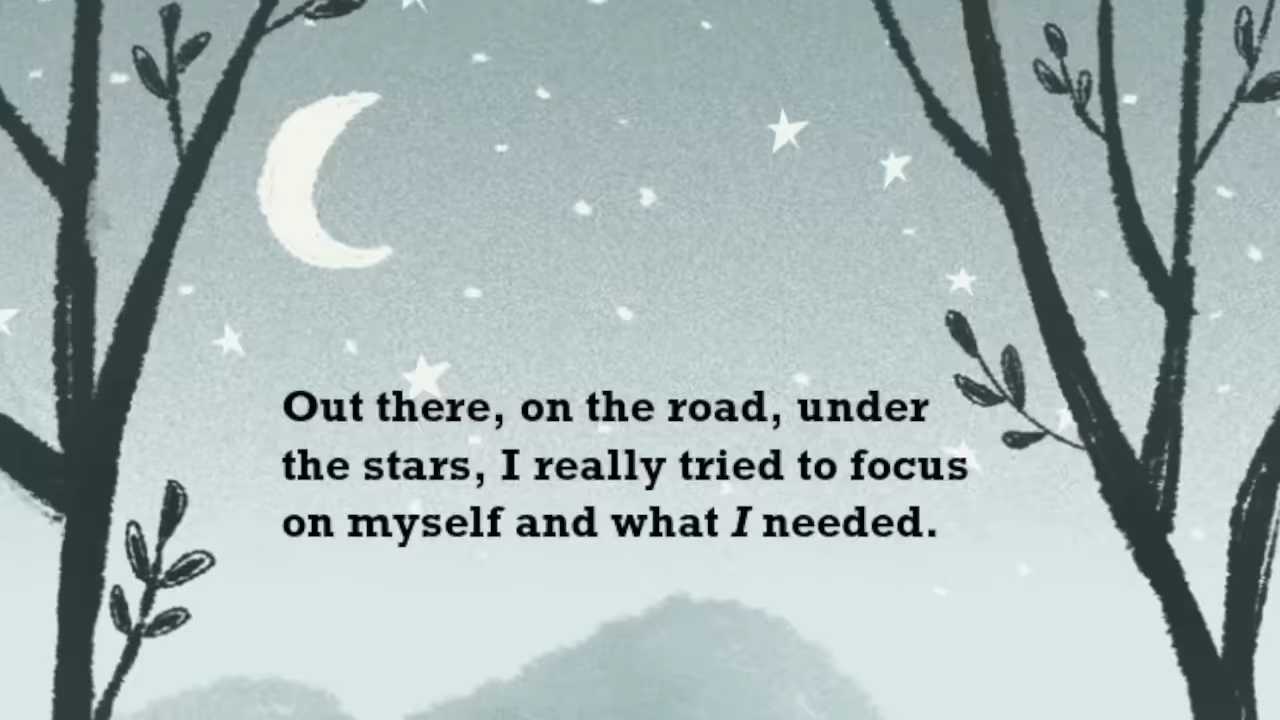 Out there, on the road, under
the stars, I really tried to focus
on myself and what I needed.